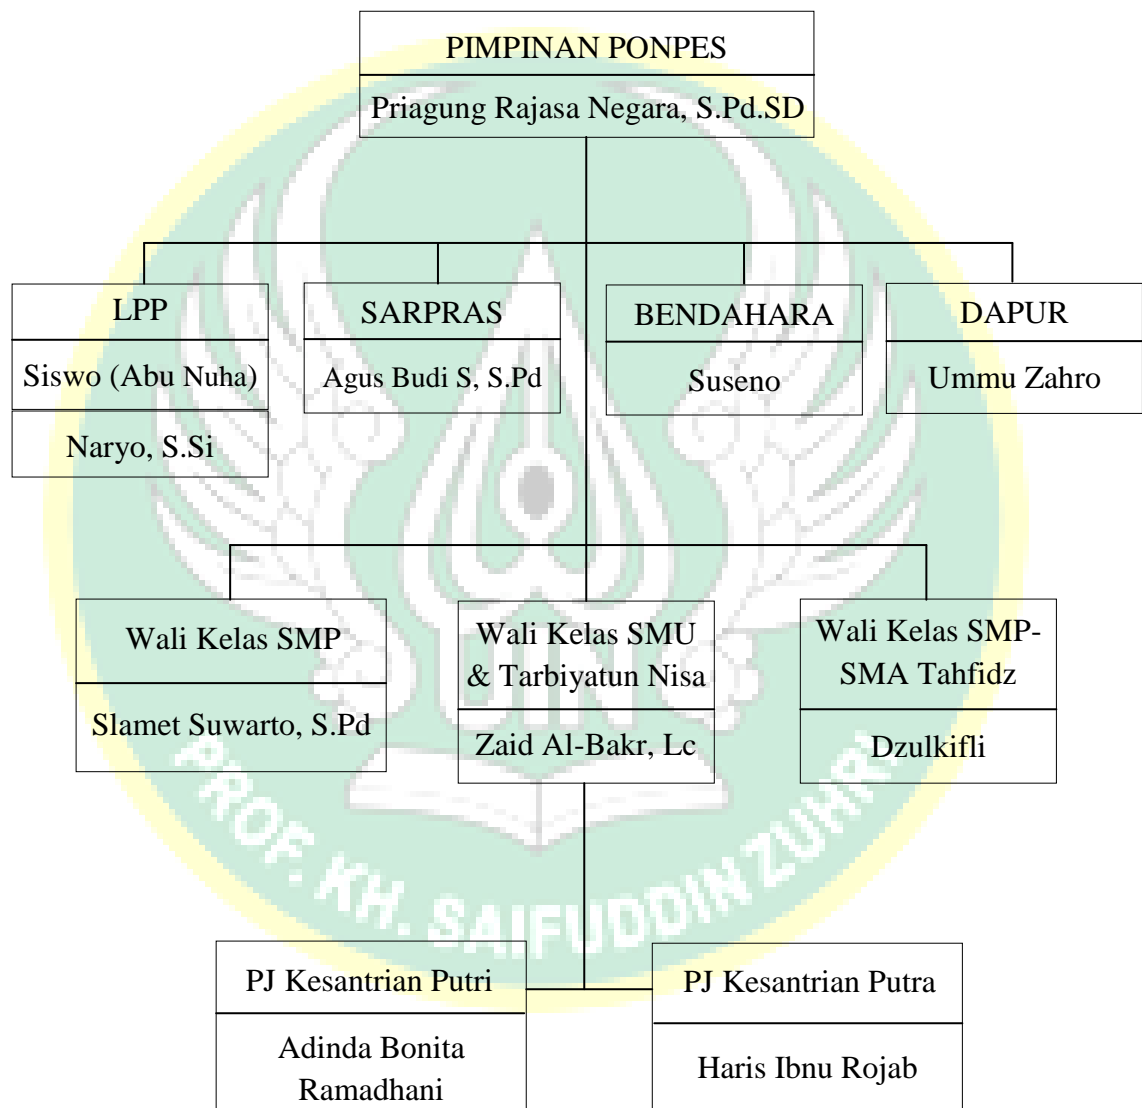 PIMPINAN PONPES
Priagung Rajasa Negara, S.Pd.SD
LPP
Siswo (Abu Nuha)
Naryo, S.Si
SARPRAS
Agus Budi S, S.Pd
BENDAHARA
Suseno
DAPUR
Ummu Zahro
Wali Kelas SMP
Slamet Suwarto, S.Pd
Wali Kelas SMU
& Tarbiyatun Nisa
Zaid Al-Bakr, Lc
Wali Kelas SMP-
SMA Tahfidz
Dzulkifli
UIN
PROF. KH. SAIFUDDIN ZUHRI
PJ Kesantrian Putri
Adinda Bonita
Ramadhani
PJ Kesantrian Putra
Haris Ibnu Rojab